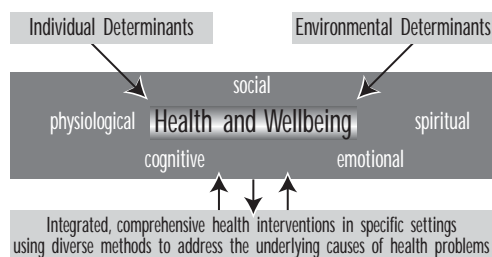 Individual Determinants
Environmental Determinants
social
physiological
Health and Wellbeing
spiritual
cognitive
emotional
Integrated, comprehensive health interventions in specific settings
using diverse methods to address the underlying causes of health problems